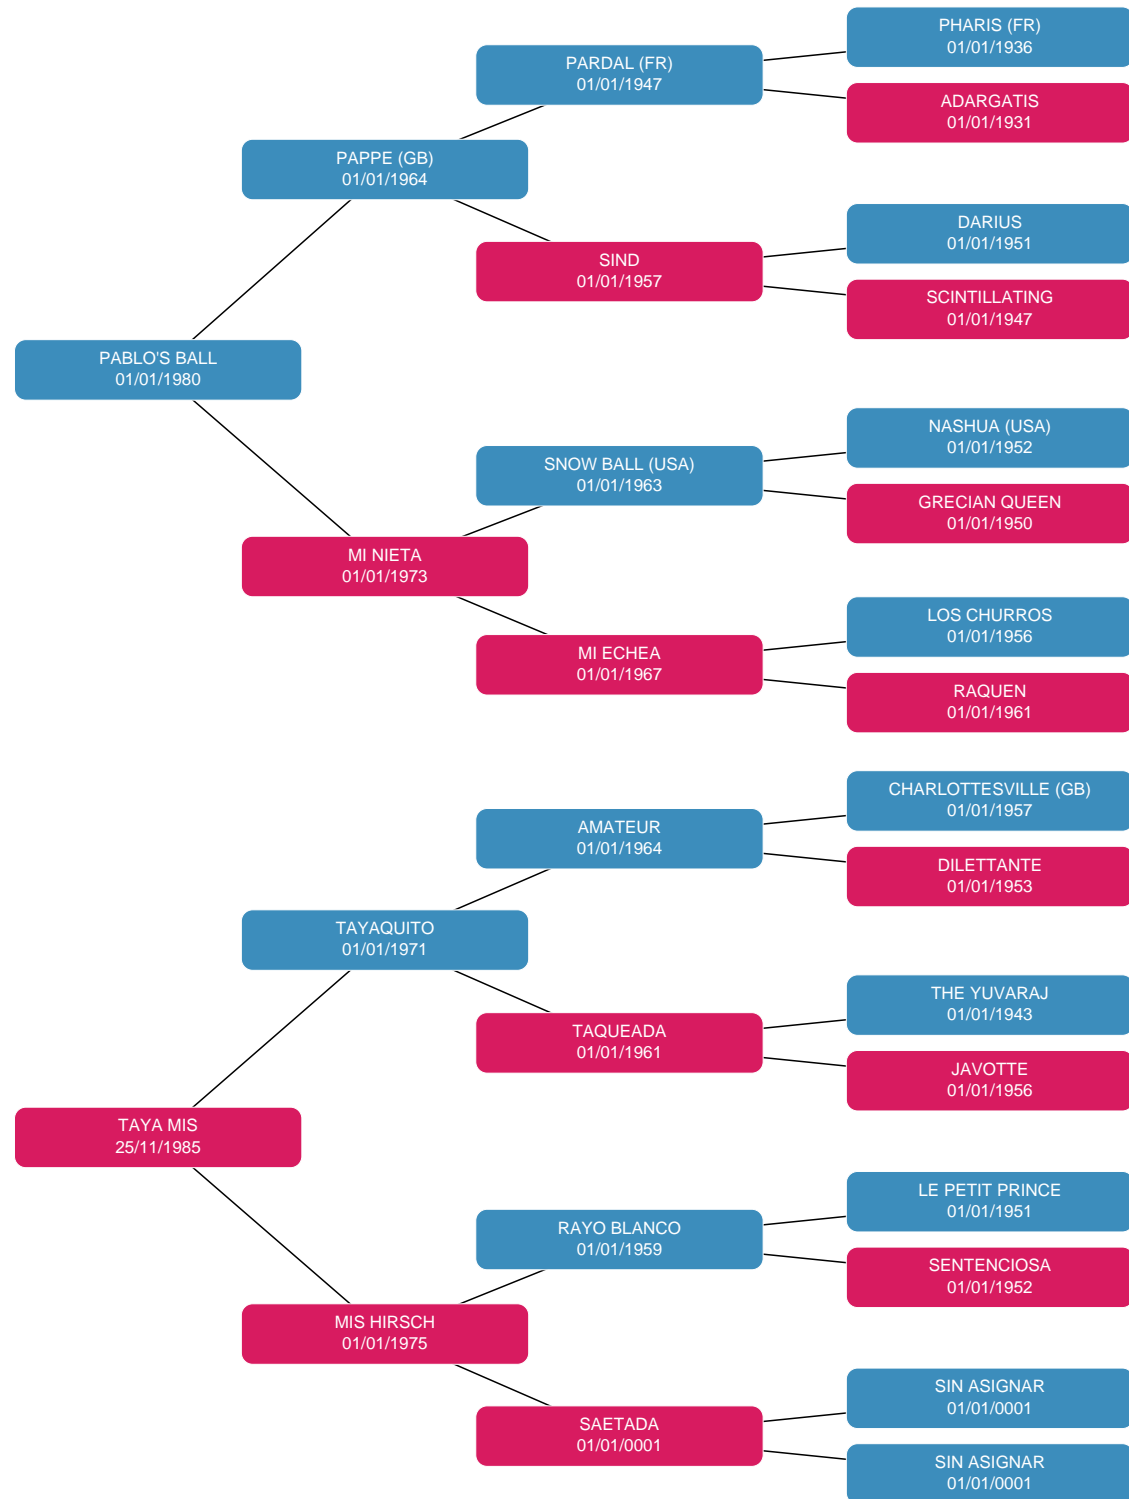 PHARIS (FR)
01/01/1936
PARDAL (FR)
01/01/1947
ADARGATIS
01/01/1931
PAPPE (GB)
01/01/1964
DARIUS
01/01/1951
SIND
01/01/1957
SCINTILLATING
01/01/1947
PABLO'S BALL
01/01/1980
NASHUA (USA)
01/01/1952
SNOW BALL (USA)
01/01/1963
GRECIAN QUEEN
01/01/1950
MI NIETA
01/01/1973
LOS CHURROS
01/01/1956
MI ECHEA
01/01/1967
RAQUEN
01/01/1961
CHARLOTTESVILLE (GB)
01/01/1957
AMATEUR
01/01/1964
DILETTANTE
01/01/1953
TAYAQUITO
01/01/1971
THE YUVARAJ
01/01/1943
TAQUEADA
01/01/1961
JAVOTTE
01/01/1956
TAYA MIS
25/11/1985
LE PETIT PRINCE
01/01/1951
RAYO BLANCO
01/01/1959
SENTENCIOSA
01/01/1952
MIS HIRSCH
01/01/1975
SIN ASIGNAR
01/01/0001
SAETADA
01/01/0001
SIN ASIGNAR
01/01/0001